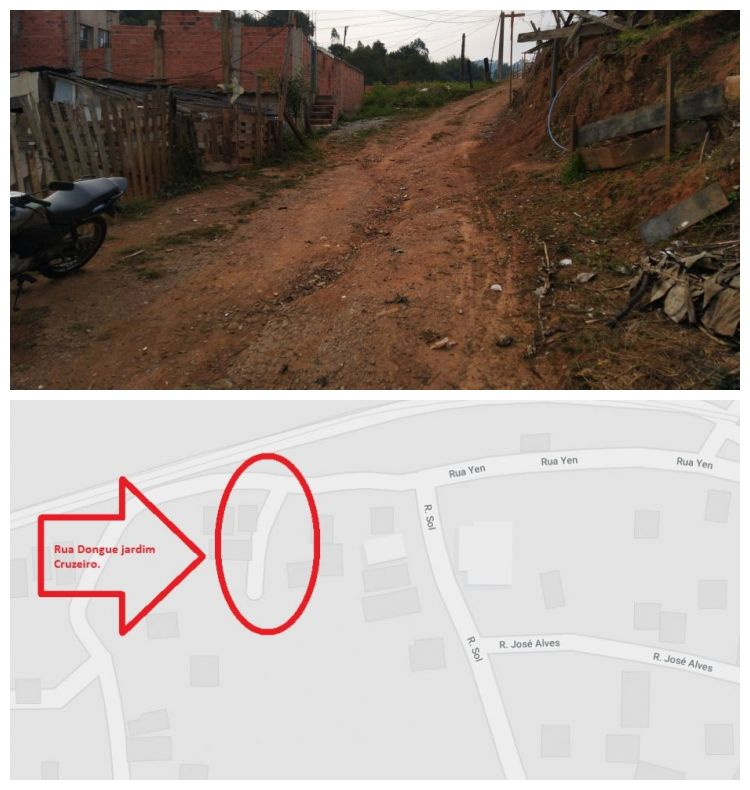 Rua Yen
Rua Yen
Rua Yen
R. Sol
Rua Dongue jardim
Cruzeiro.
R. Sol
R. José Alves
R. José Alves